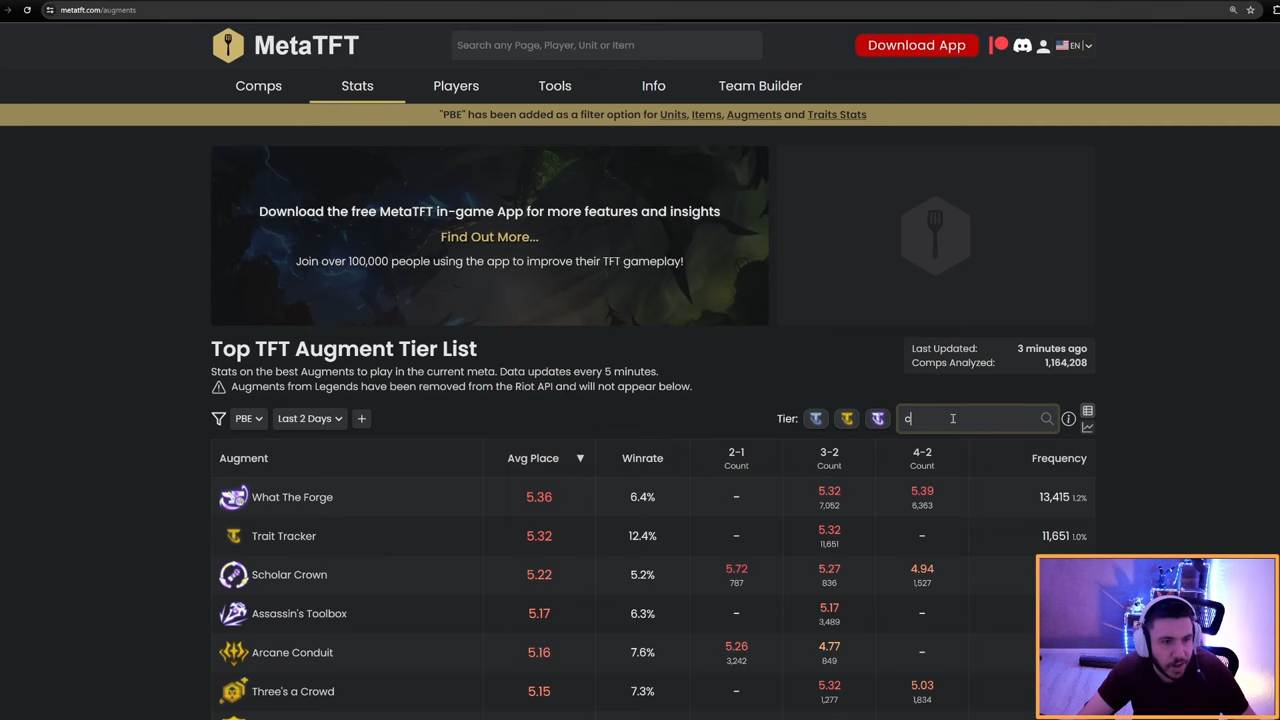 metatft.com/augments
MetaTFT
Search any Page, Player, Unit or Item
Download App
EN
Comps
Stats
Players
Tools
Info
Team Builder
"PBE" has been added as a filter option for Units, Items, Augments and Traits Stats
Download the free MetaTFT in-game App for more features and insights
Find Out More...
Join over 100,000 people using the app to improve their TFT gameplay!
Top TFT Augment Tier List
Stats on the best Augments to play in the current meta. Data updates every 5 minutes.
Augments from Legends have been removed from the Riot API and will not appear below.
Last Updated: 3 minutes ago
Comps Analyzed: 1,164,208
PBE Last 2 Days + Tier: c
Augment Avg Place Winrate 2-1 3-2 4-2 Frequency
Count Count Count
What The Forge 5.36 6.4% - 5.32 5.39 13,415 1.2%
7,052 6,363
Trait Tracker 5.32 12.4% - 5.32 - 11,651 1.0%
11,651
Scholar Crown 5.22 5.2% 5.72 5.27 4.94
787 836 1,527
Assassin's Toolbox 5.17 6.3% - 5.17 -
3,489
Arcane Conduit 5.16 7.6% 5.26 4.77 -
3,242 849
Three's a Crowd 5.15 7.3% - 5.32 5.03
1,277 1,834